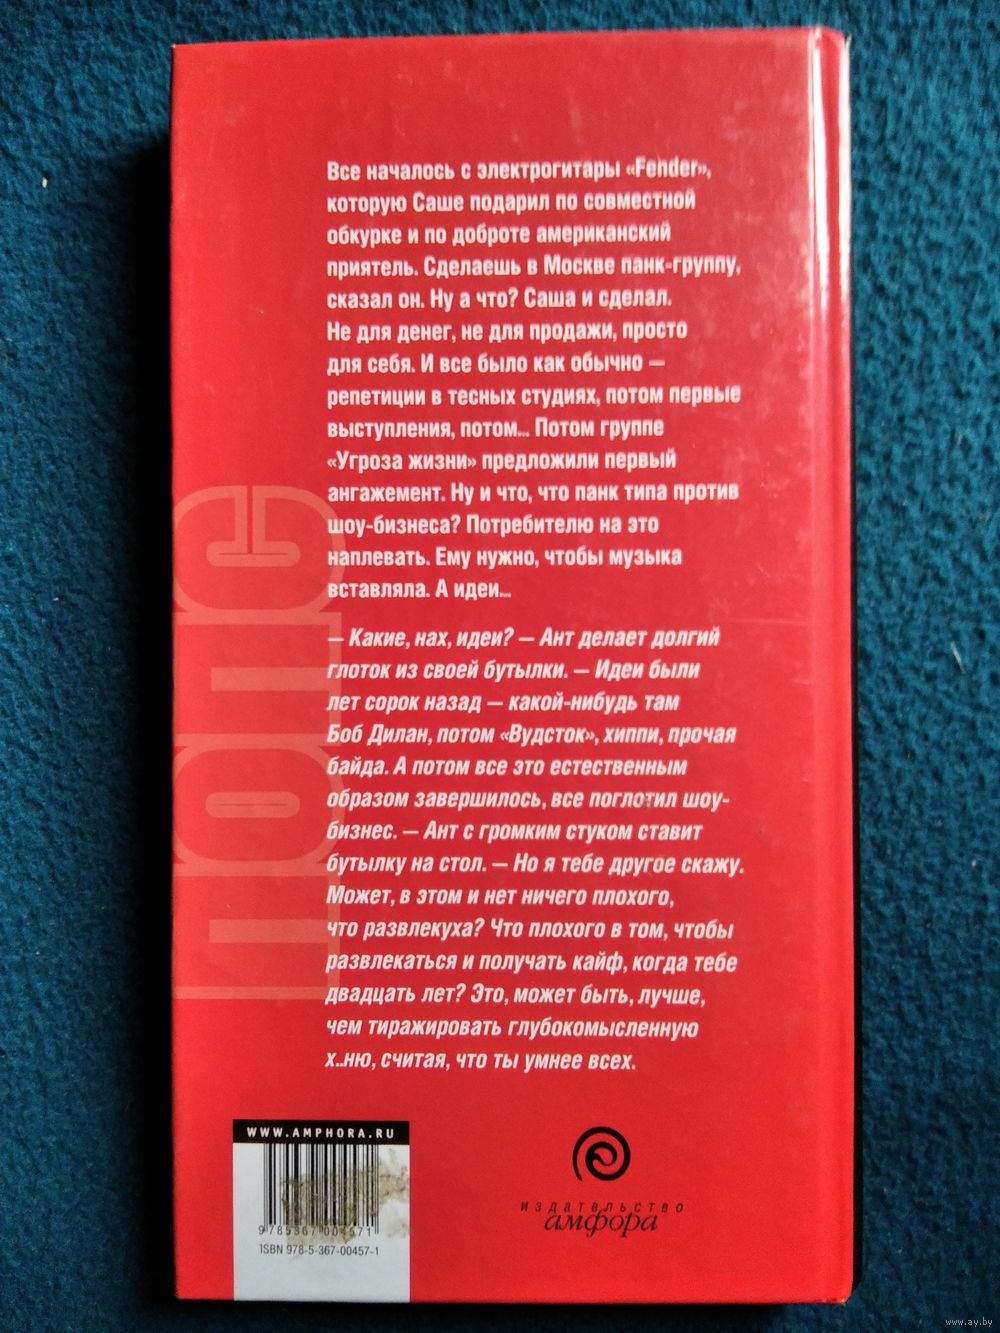 Все началось с электрогитары «Fender»,
которую Саше подарил по совместной
обкурке и по доброте американский
приятель. Сделаешь в Москве панк-группу,
сказал он. Ну а что? Саша и сделал.
Не для денег, не для продажи, просто
для себя. И все было как обычно —
репетиции в тесных студиях, потом первые
выступления, потом... Потом группе
«Угроза жизни» предложили первый
ангажемент. Ну и что, что панк типа против
шоу-бизнеса? Потребителю на это
наплевать. Ему нужно, чтобы музыка
вставляла. А идеи...
— Какие, нах, идеи? — Ант делает долгий
глоток из своей бутылки. — Идеи были
лет сорок назад — какой-нибудь там
Боб Дилан, потом «Вудсток», хиппи, прочая
байда. А потом все это естественным
образом завершилось, все поглотил шоу-
бизнес. — Ант с громким стуком ставит
бутылку на стол. — Но я тебе другое скажу.
Может, в этом и нет ничего плохого,
что развлекуха? Что плохого в том, чтобы
развлекаться и получать кайф, когда тебе
двадцать лет? Это, может быть, лучше,
чем тиражировать глубокомысленную
х..ню, считая, что ты умнее всех.
WWW.AMPHORA.RU
9 785367 004571
ISBN 978-5-367-00457-1
издательство
амфора
www.ay.by